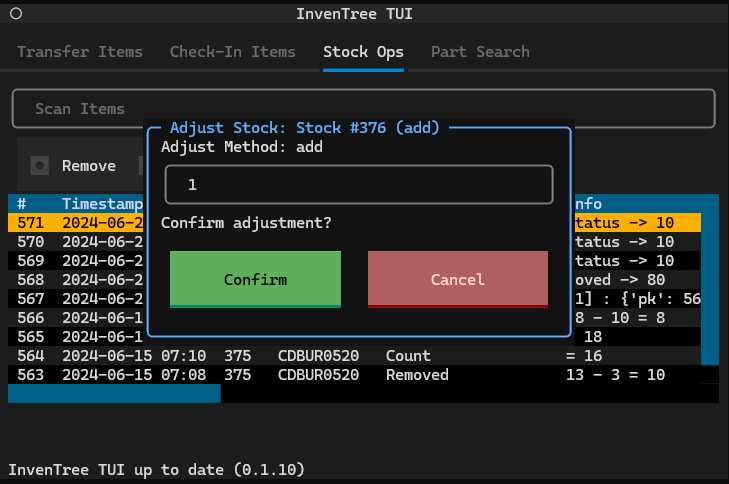 InvenTree TUI
Transfer Items Check-In Items Stock Ops Part Search
Scan Items
Adjust Stock: Stock #376 (add)
Adjust Method: add
Remove
1
# Timestamp nfo
571 2024-06-2 tatus -> 10
Confirm adjustment?
570 2024-06-2 tatus -> 10
569 2024-06-2 tatus -> 10
568 2024-06-2 oved -> 80
Confirm Cancel
567 2024-06-2 1] : {'pk': 56
566 2024-06-1 8 - 10 = 8
565 2024-06-1 18
564 2024-06-15 07:10 375 CDBUR0520 Count = 16
563 2024-06-15 07:08 375 CDBUR0520 Removed 13 - 3 = 10
InvenTree TUI up to date (0.1.10)